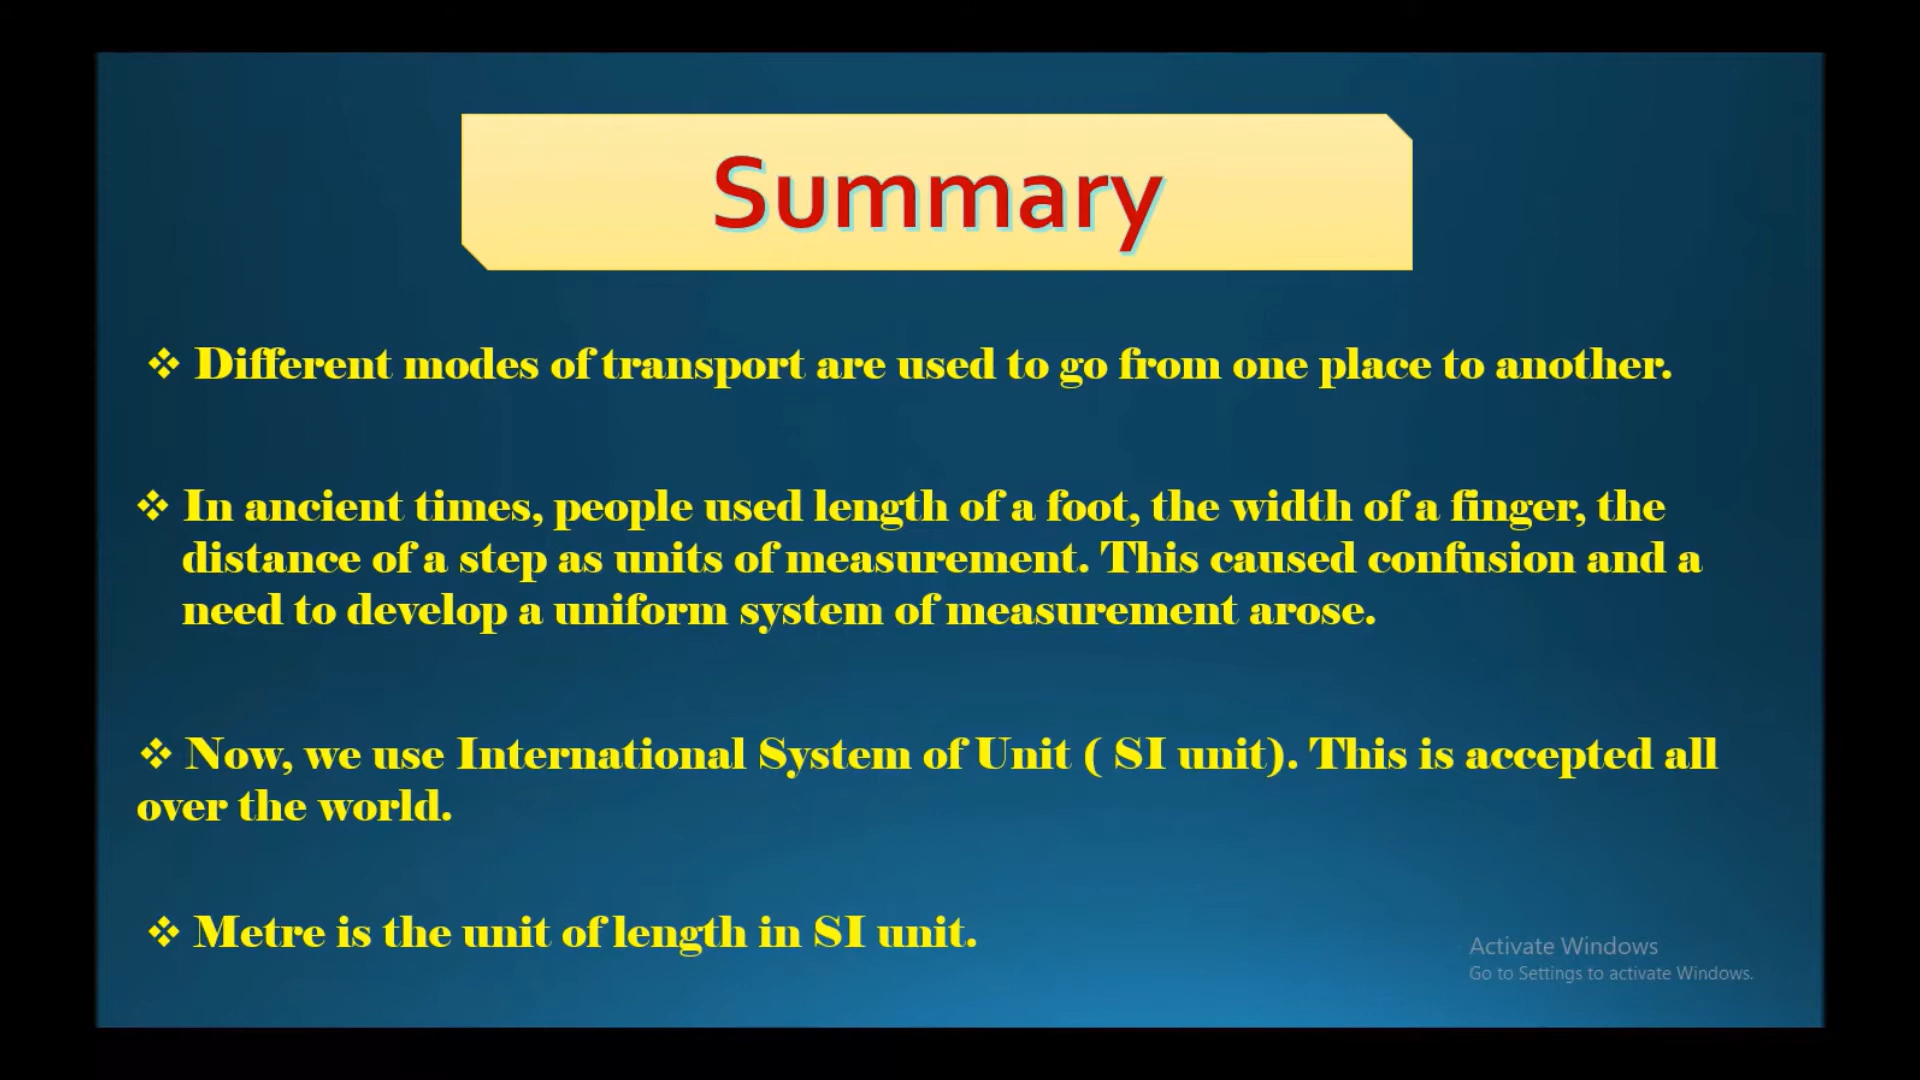 Summary
❖ Different modes of transport are used to go from one place to another.
❖ In ancient times, people used length of a foot, the width of a finger, the
distance of a step as units of measurement. This caused confusion and a
need to develop a uniform system of measurement arose.
❖ Now, we use International System of Unit ( SI unit). This is accepted all
over the world.
❖ Metre is the unit of length in SI unit.
Activate Windows
Go to Settings to activate Windows.